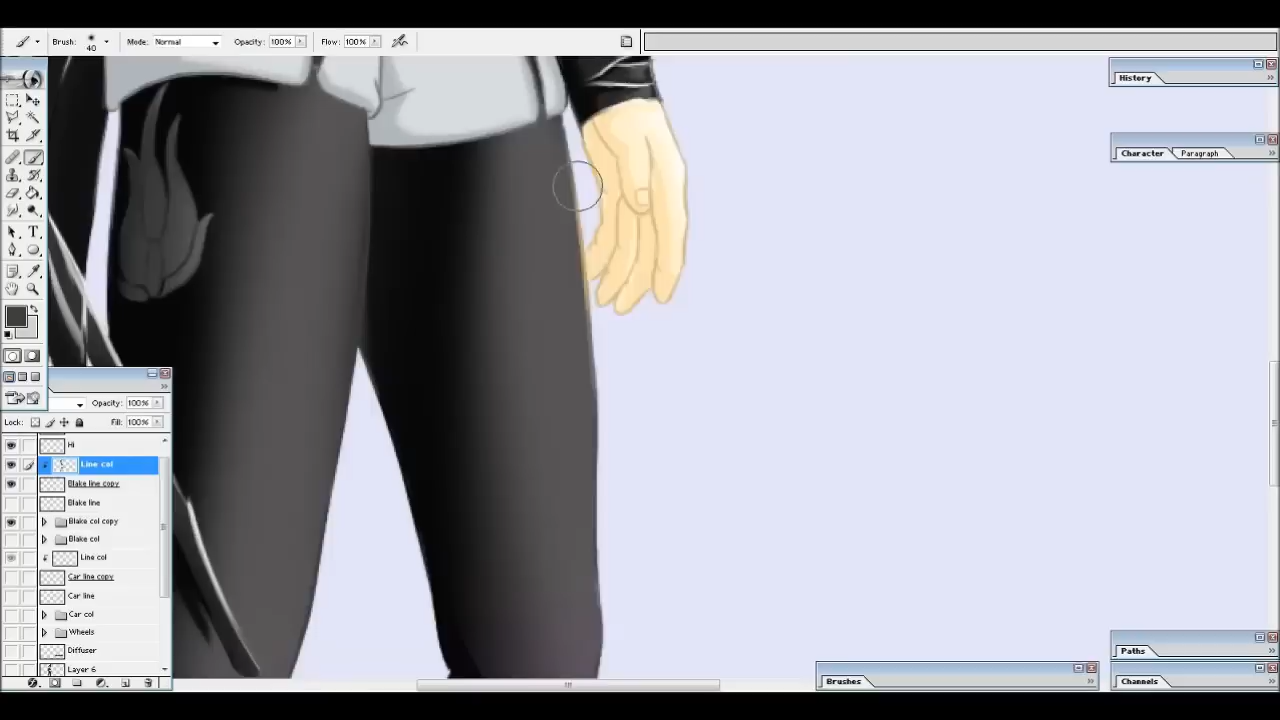 Brush: 40 Mode: Normal Opacity: 100% Flow: 100%
History
Character Paragraph
T
Opacity: 100%
Lock: Fill: 100%
Hi
Line col
Blake line copy
Blake line
Blake col copy
Blake col
Line col
Car line copy
Car line
Car col
Wheels
Diffuser
Layer 6
Paths
Brushes
Channels